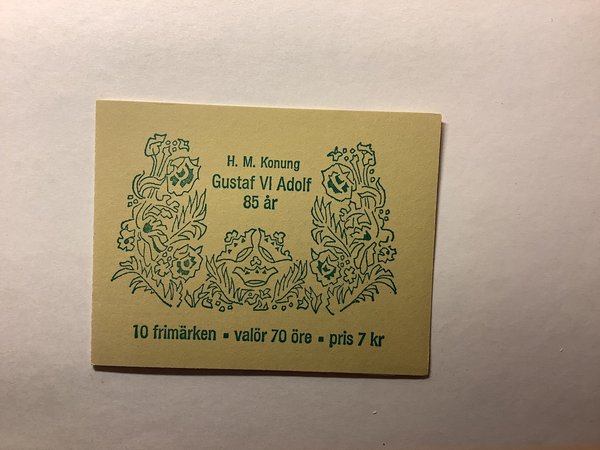 H. M. Konung
Gustaf VI Adolf
85 år
10 frimärken ▪ valör 70 öre ▪ pris 7 kr